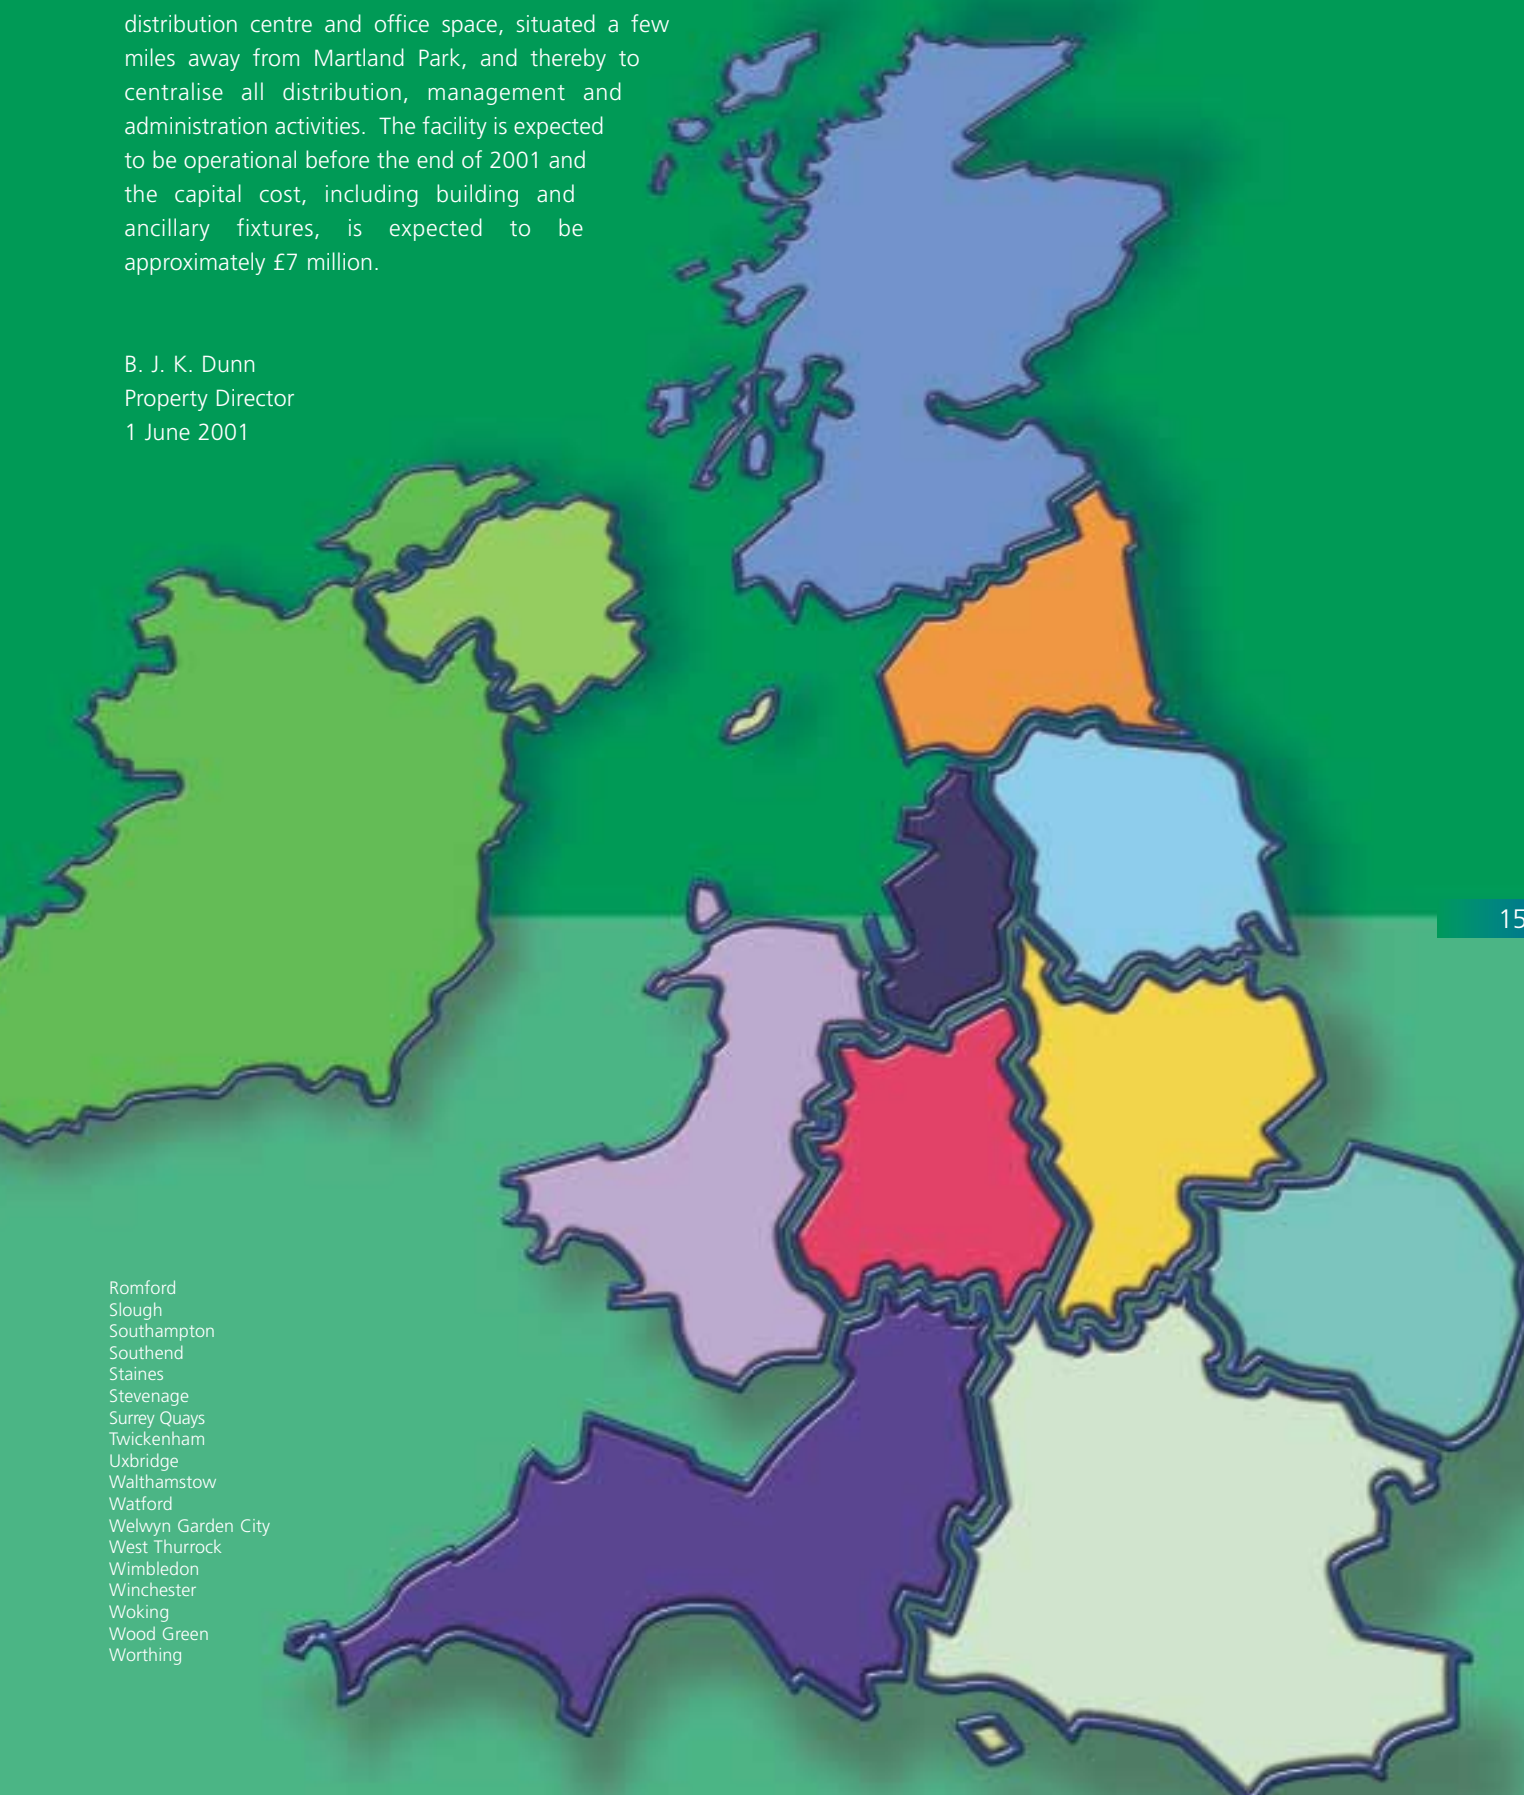 distribution centre and office space, situated a few
miles away from Martland Park, and thereby to
centralise all distribution, management and
administration activities. The facility is expected
to be operational before the end of 2001 and
the capital cost, including building and
ancillary fixtures, is expected to be
approximately £7 million.
B. J. K. Dunn
Property Director
1 June 2001
15
Romford
Slough
Southampton
Southend
Staines
Stevenage
Surrey Quays
Twickenham
Uxbridge
Walthamstow
Watford
Welwyn Garden City
West Thurrock
Wimbledon
Winchester
Woking
Wood Green
Worthing